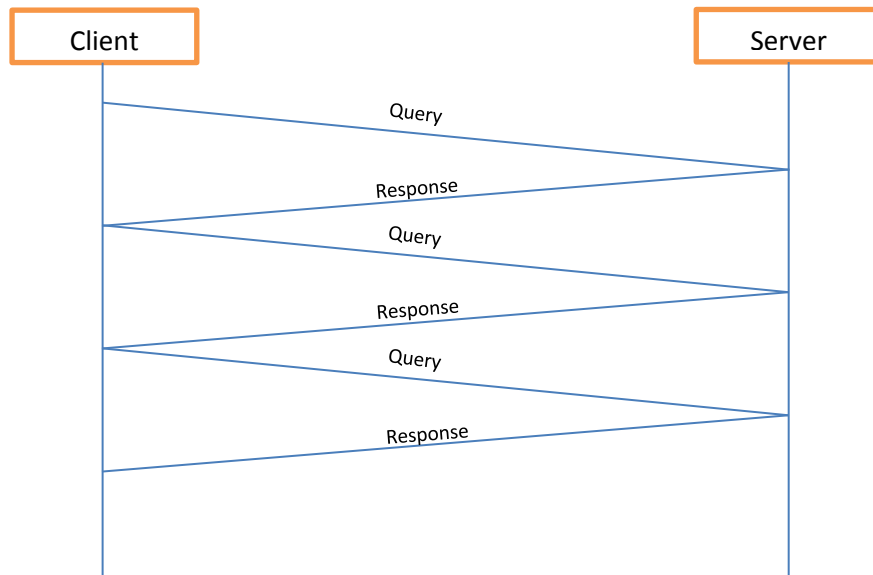 Client
Server
Query
Response
Query
Response
Query
Response